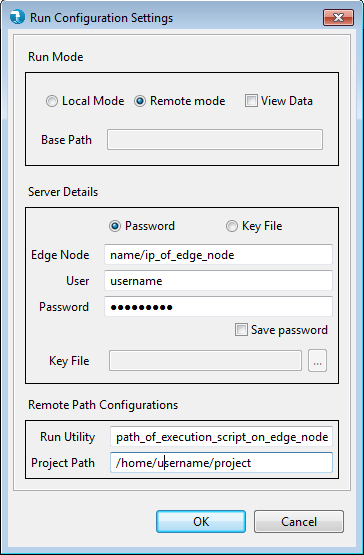 Run Configuration Settings
Run Mode
Local Mode Remote mode View Data
Base Path
Server Details
Password Key File
Edge Node name/ip_of_edge_node
User username
Password ●●●●●●●●●
Save password
Key File ...
Remote Path Configurations
Run Utility path_of_execution_script_on_edge_node
Project Path /home/username/project
OK Cancel